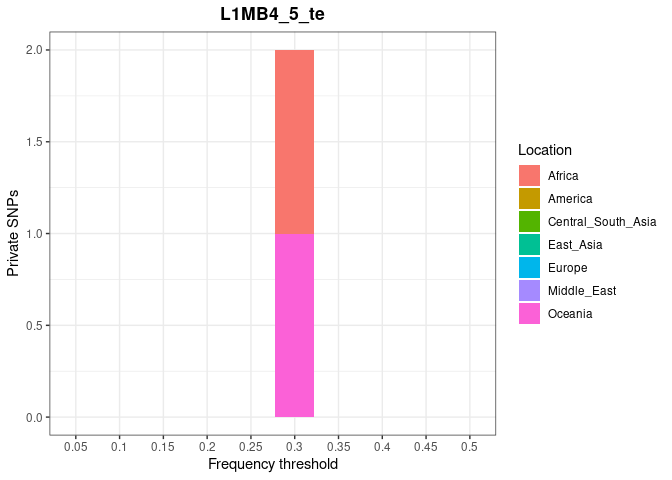 L1MB4_5_te
Private SNPs
2.0
1.5
1.0
0.5
0.0
0.05 0.1 0.15 0.2 0.25 0.3 0.35 0.4 0.45 0.5
Frequency threshold
Location
Africa
America
Central_South_Asia
East_Asia
Europe
Middle_East
Oceania